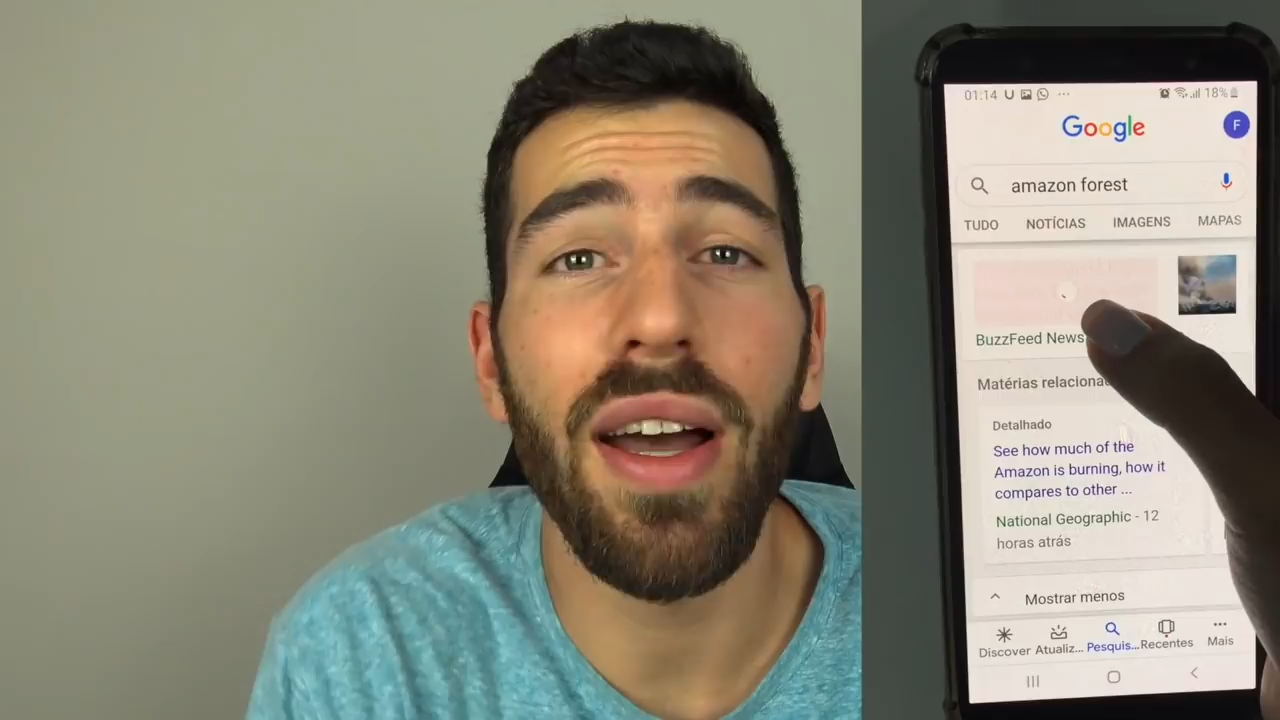 01:14
18%
Google
F
amazon forest
TUDO NOTÍCIAS IMAGENS MAPAS
BuzzFeed News
Matérias
Detalhado
See how much of the
Amazon is burning, how it
compares to other ...
National Geographic - 12
horas atrás
Mostrar menos
Discover Atualiz... Pesquis... Recentes Mais